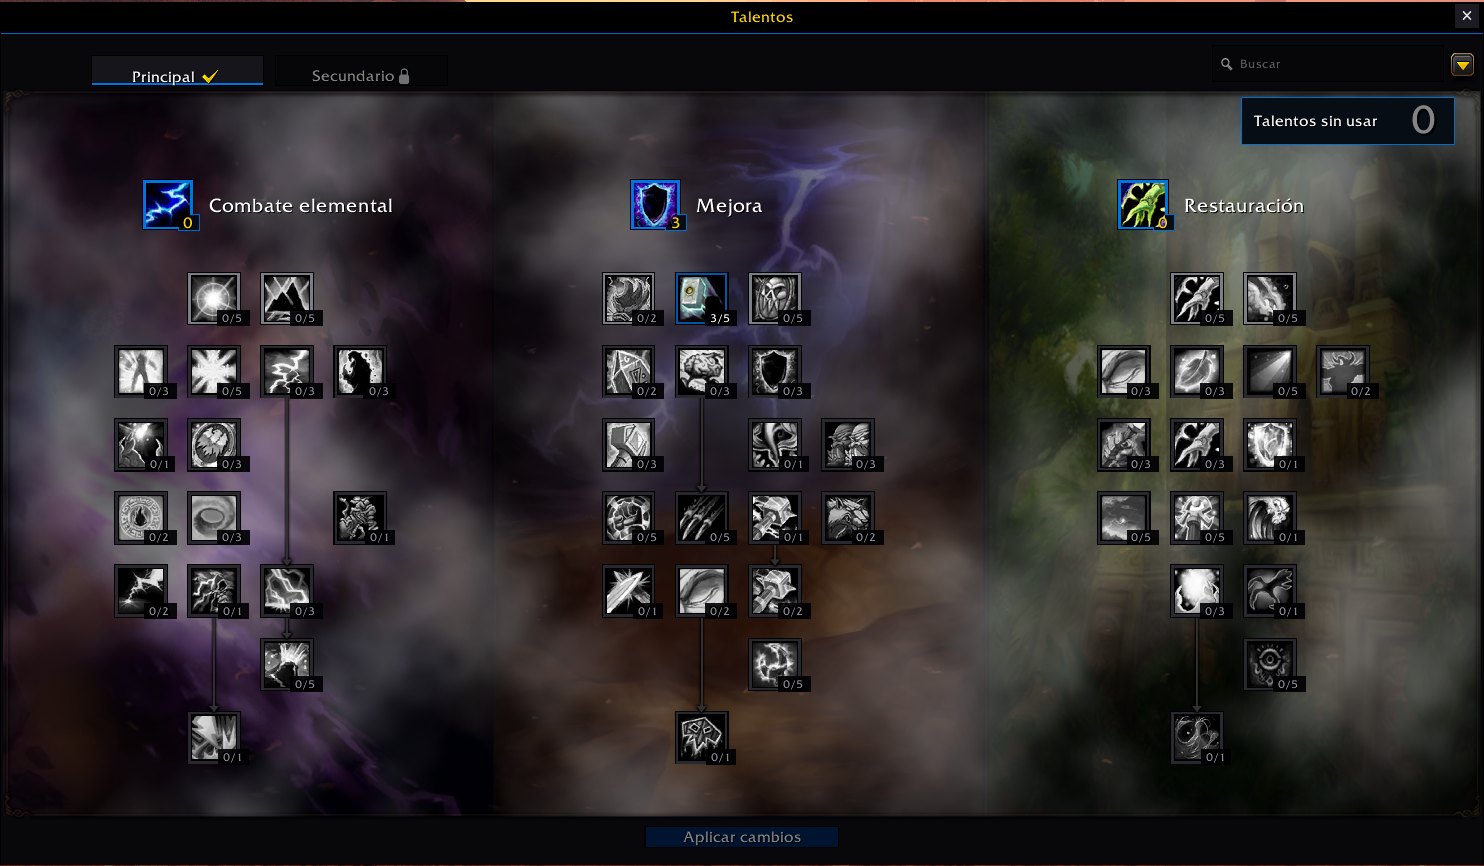 Talentos
Principal
Secundario
Buscar
Talentos sin usar 0
0 Combate elemental
3 Mejora
0 Restauración
0/5 0/5 0/2 3/5 0/5 0/5 0/5
0/3 0/5 0/3 0/3 0/2 0/3 0/3 0/3 0/3 0/5 0/2
0/1 0/3 0/3 0/1 0/3 0/3 0/3 0/1
0/2 0/3 0/1 0/5 0/5 0/1 0/2 0/5 0/5 0/1
0/2 0/1 0/3 0/1 0/2 0/2 0/3 0/1
0/5 0/5 0/5
0/1 0/1 0/1
Aplicar cambios